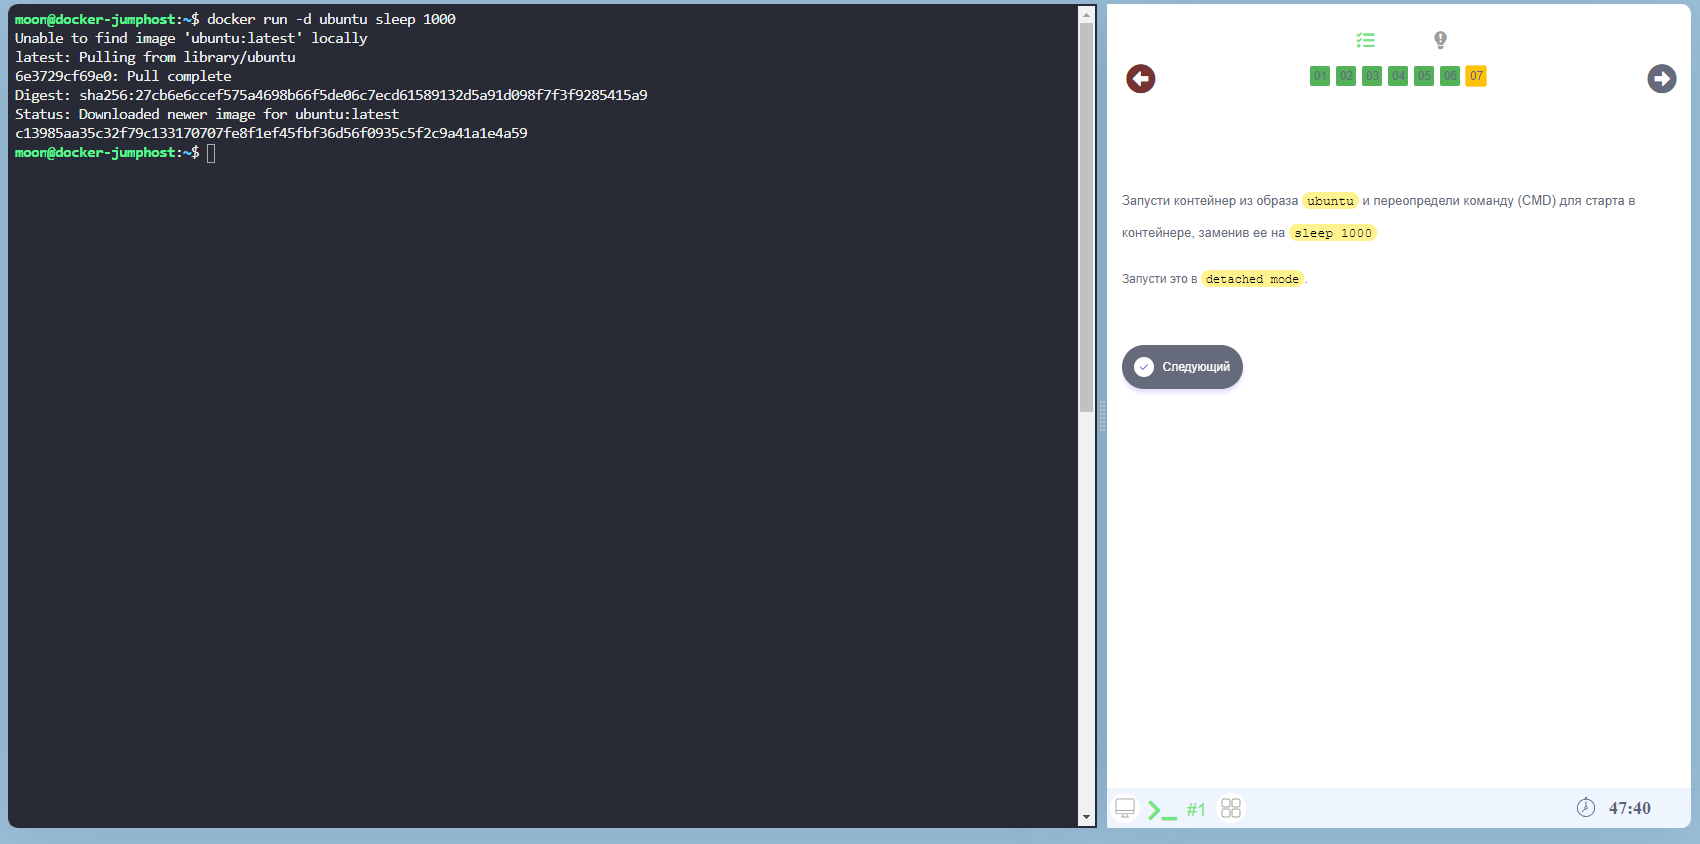 moon@docker-jumphost:~$ docker run -d ubuntu sleep 1000
Unable to find image 'ubuntu:latest' locally
latest: Pulling from library/ubuntu
6e3729cf69e0: Pull complete
Digest: sha256:27cb6e6ccef575a4698b66f5de06c7ecd61589132d5a91d098f7f3f9285415a9
Status: Downloaded newer image for ubuntu:latest
c13985aa35c32f79c133170707fe8f1ef45fbf36d56f0935c5f2c9a41a1e4a59
moon@docker-jumphost:~$
01 02 03 04 05 06 07
Запусти контейнер из образа ubuntu и переопредели команду (CMD) для старта в
контейнере, заменив ее на sleep 1000
Запусти это в detached mode.
Следующий
#1
47:40